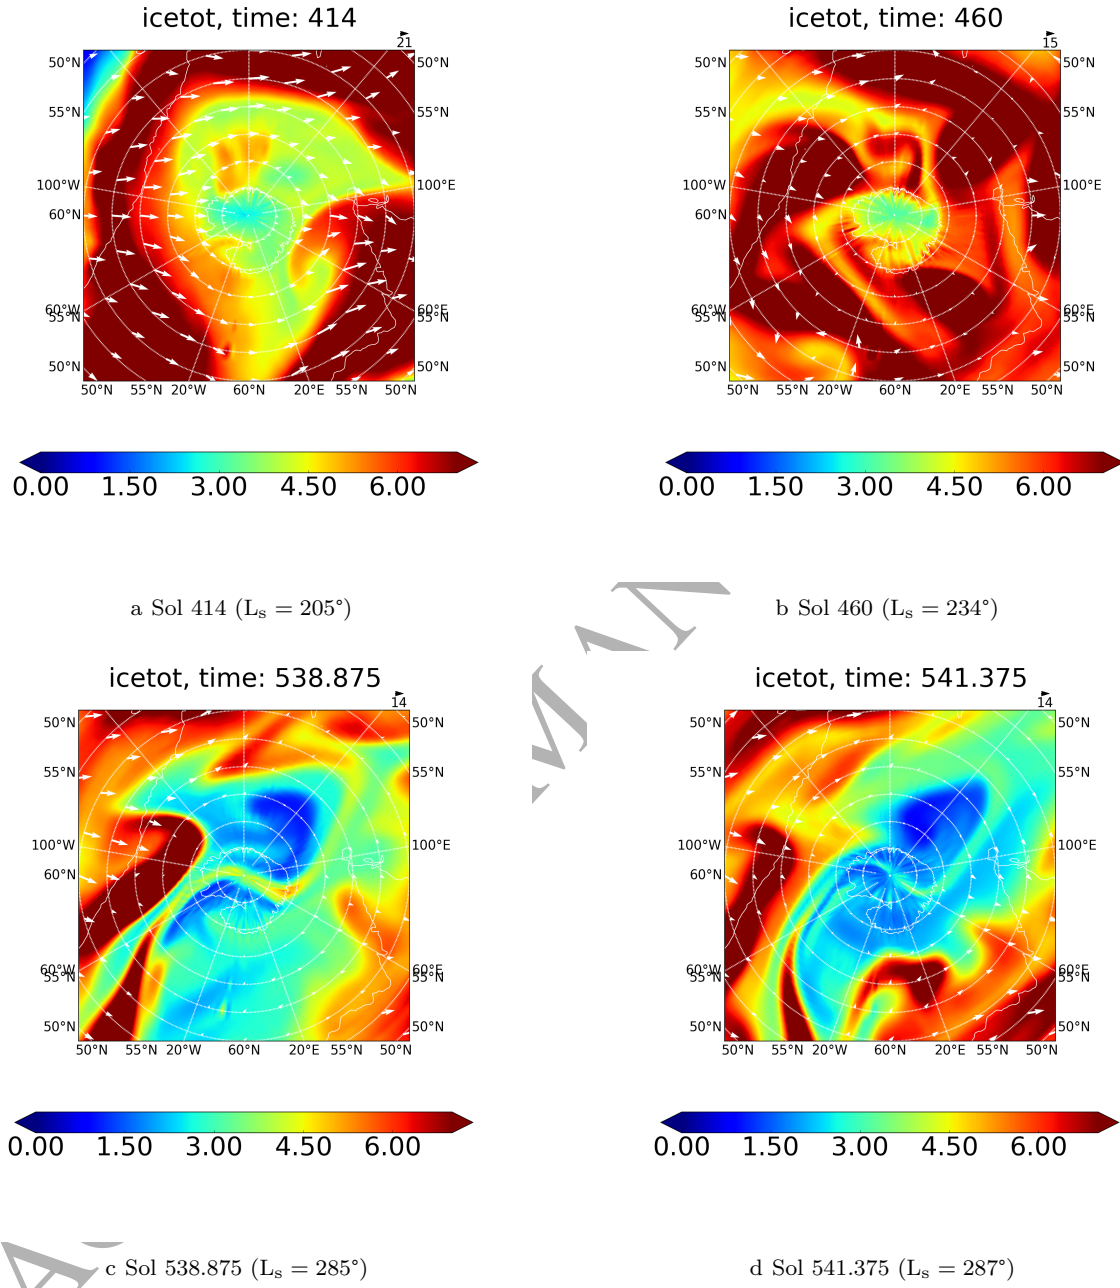 icetot, time: 414
21
50°N 50°N
55°N 55°N
100°W 100°E
60°N
60°W 60°E
55°N 55°N
50°N 50°N
50°N 55°N 20°W 60°N 20°E 55°N 50°N
0.00 1.50 3.00 4.50 6.00
a Sol 414 (Ls = 205°)
icetot, time: 460
15
50°N 50°N
55°N 55°N
100°W 100°E
60°N
60°W 60°E
55°N 55°N
50°N 50°N
50°N 55°N 20°W 60°N 20°E 55°N 50°N
0.00 1.50 3.00 4.50 6.00
b Sol 460 (Ls = 234°)
icetot, time: 538.875
14
50°N 50°N
55°N 55°N
100°W 100°E
60°N
60°W 60°E
55°N 55°N
50°N 50°N
50°N 55°N 20°W 60°N 20°E 55°N 50°N
0.00 1.50 3.00 4.50 6.00
c Sol 538.875 (Ls = 285°)
icetot, time: 541.375
14
50°N 50°N
55°N 55°N
100°W 100°E
60°N
60°W 60°E
55°N 55°N
50°N 50°N
50°N 55°N 20°W 60°N 20°E 55°N 50°N
0.00 1.50 3.00 4.50 6.00
d Sol 541.375 (Ls = 287°)